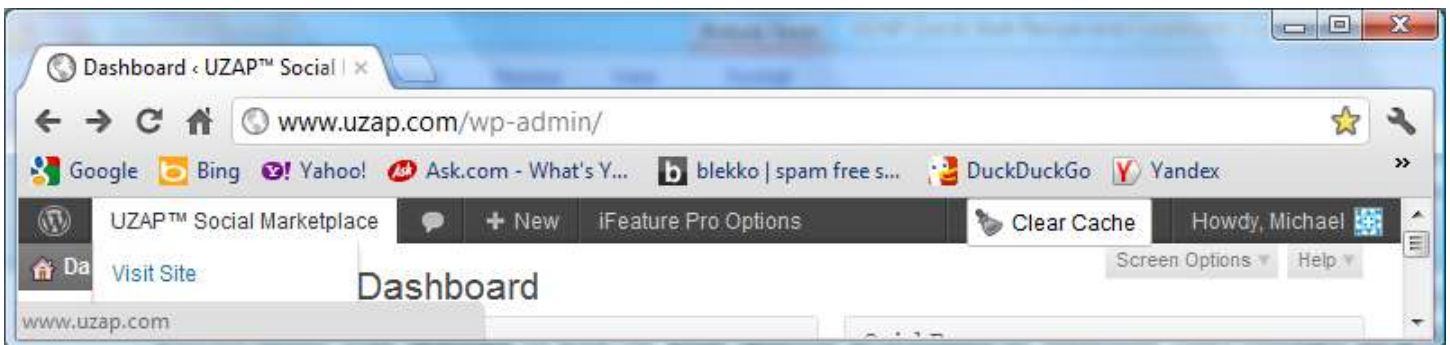 Dashboard ‹ UZAP™ Social
www.uzap.com/wp-admin/
Google Bing Yahoo! Ask.com - What's Y... blekko | spam free s... DuckDuckGo Yandex »
UZAP™ Social Marketplace + New iFeature Pro Options Clear Cache Howdy, Michael
Da Visit Site Dashboard Screen Options Help
www.uzap.com